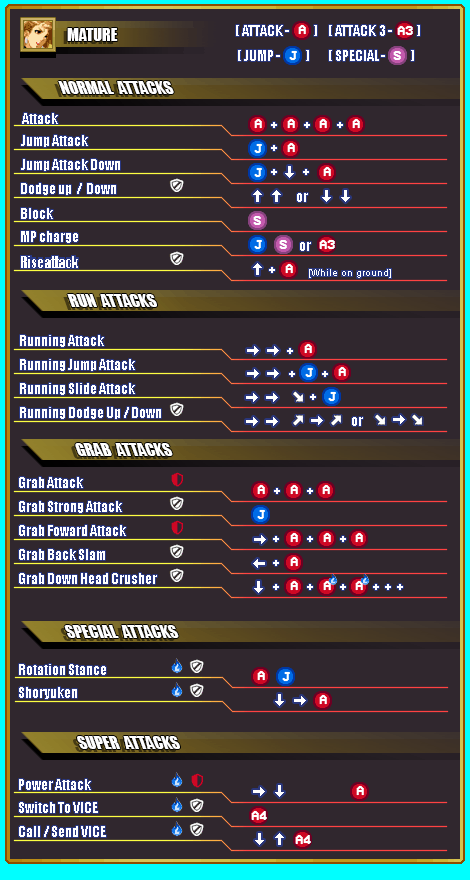 MATURE
[ ATTACK - A ] [ ATTACK 3 - A3 ]
[ JUMP - J ] [ SPECIAL - S ]
NORMAL ATTACKS
Attack A + A + A + A
Jump Attack J + A
Jump Attack Down J + ↓ + A
Dodge up / Down ↑ ↑ or ↓ ↓
Block S
MP charge J S or A3
Riseattack ↑ + A [While on ground]
RUN ATTACKS
Running Attack → → + A
Running Jump Attack → → + J + A
Running Slide Attack → → ↘ + J
Running Dodge Up / Down → → ↗ → ↗ or ↘ → ↘
GRAB ATTACKS
Grab Attack A + A + A
Grab Strong Attack J
Grab Foward Attack → + A + A + A
Grab Back Slam ← + A
Grab Down Head Crusher ↓ + A + A + A + + +
SPECIAL ATTACKS
Rotation Stance A J
Shoryuken ↓ → A
SUPER ATTACKS
Power Attack → ↓ A
Switch To VICE A4
Call / Send VICE ↓ ↑ A4